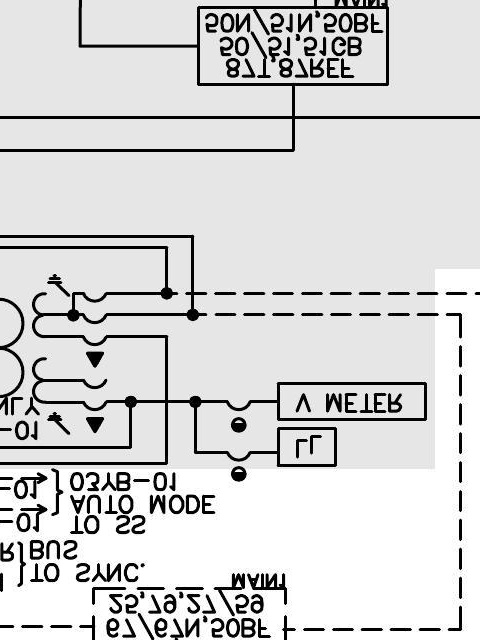 67/67N,50BF
25,79,27/59
MAINT
TO SYNC.
R}BUS
TO SS
-01 AUTO MODE
-01 03YB-01
LL
-01
V METER
NLY
87T,87REF
50/51,51GB
50N/51N,50BF
MAINT